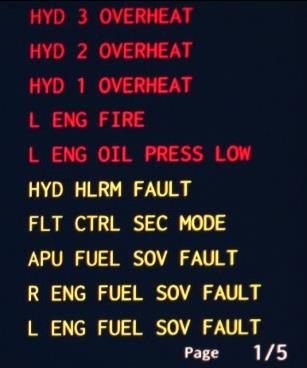 HYD 3 OVERHEAT
HYD 2 OVERHEAT
HYD 1 OVERHEAT
L ENG FIRE
L ENG OIL PRESS LOW
HYD HLRM FAULT
FLT CTRL SEC MODE
APU FUEL SOV FAULT
R ENG FUEL SOV FAULT
L ENG FUEL SOV FAULT
Page 1/5